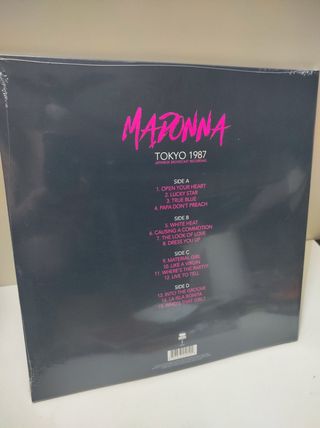 MADONNA
TOKYO 1987
JAPANESE BROADCAST RECORDING
SIDE A
1. OPEN YOUR HEART
2. LUCKY STAR
3. TRUE BLUE
4. PAPA DON'T PREACH
SIDE B
5. WHITE HEAT
6. CAUSING A COMMOTION
7. THE LOOK OF LOVE
8. DRESS YOU UP
SIDE C
9. MATERIAL GIRL
10. LIKE A VIRGIN
11. WHERE'S THE PARTY?
12. LIVE TO TELL
SIDE D
13. INTO THE GROOVE
14. LA ISLA BONITA
15. WHO'S THAT GIRL?